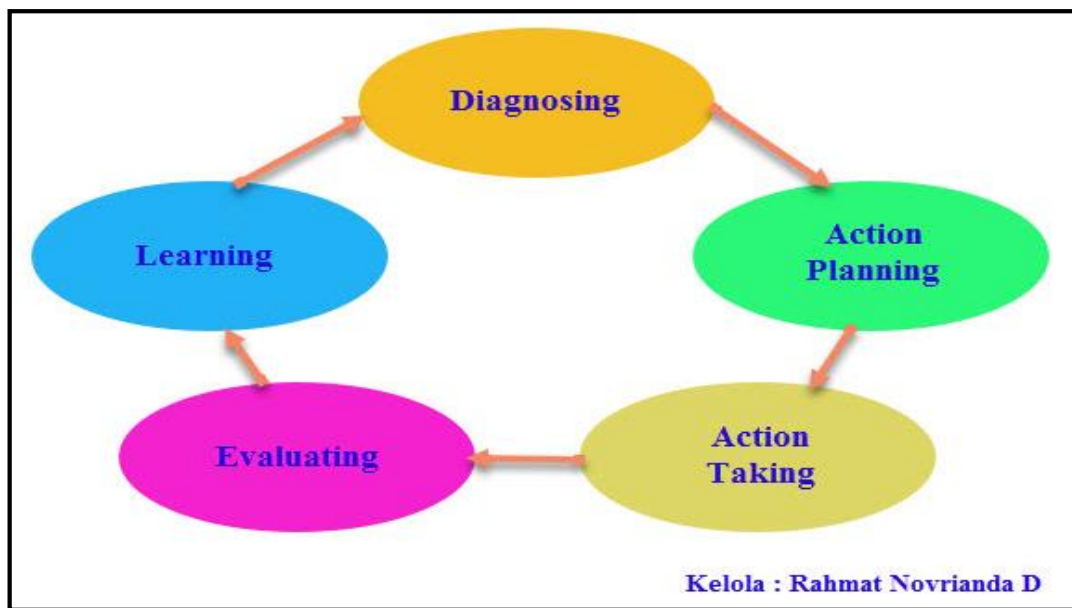 Diagnosing
Action
Planning
Action
Taking
Evaluating
Learning
Kelola : Rahmat Novrianda D